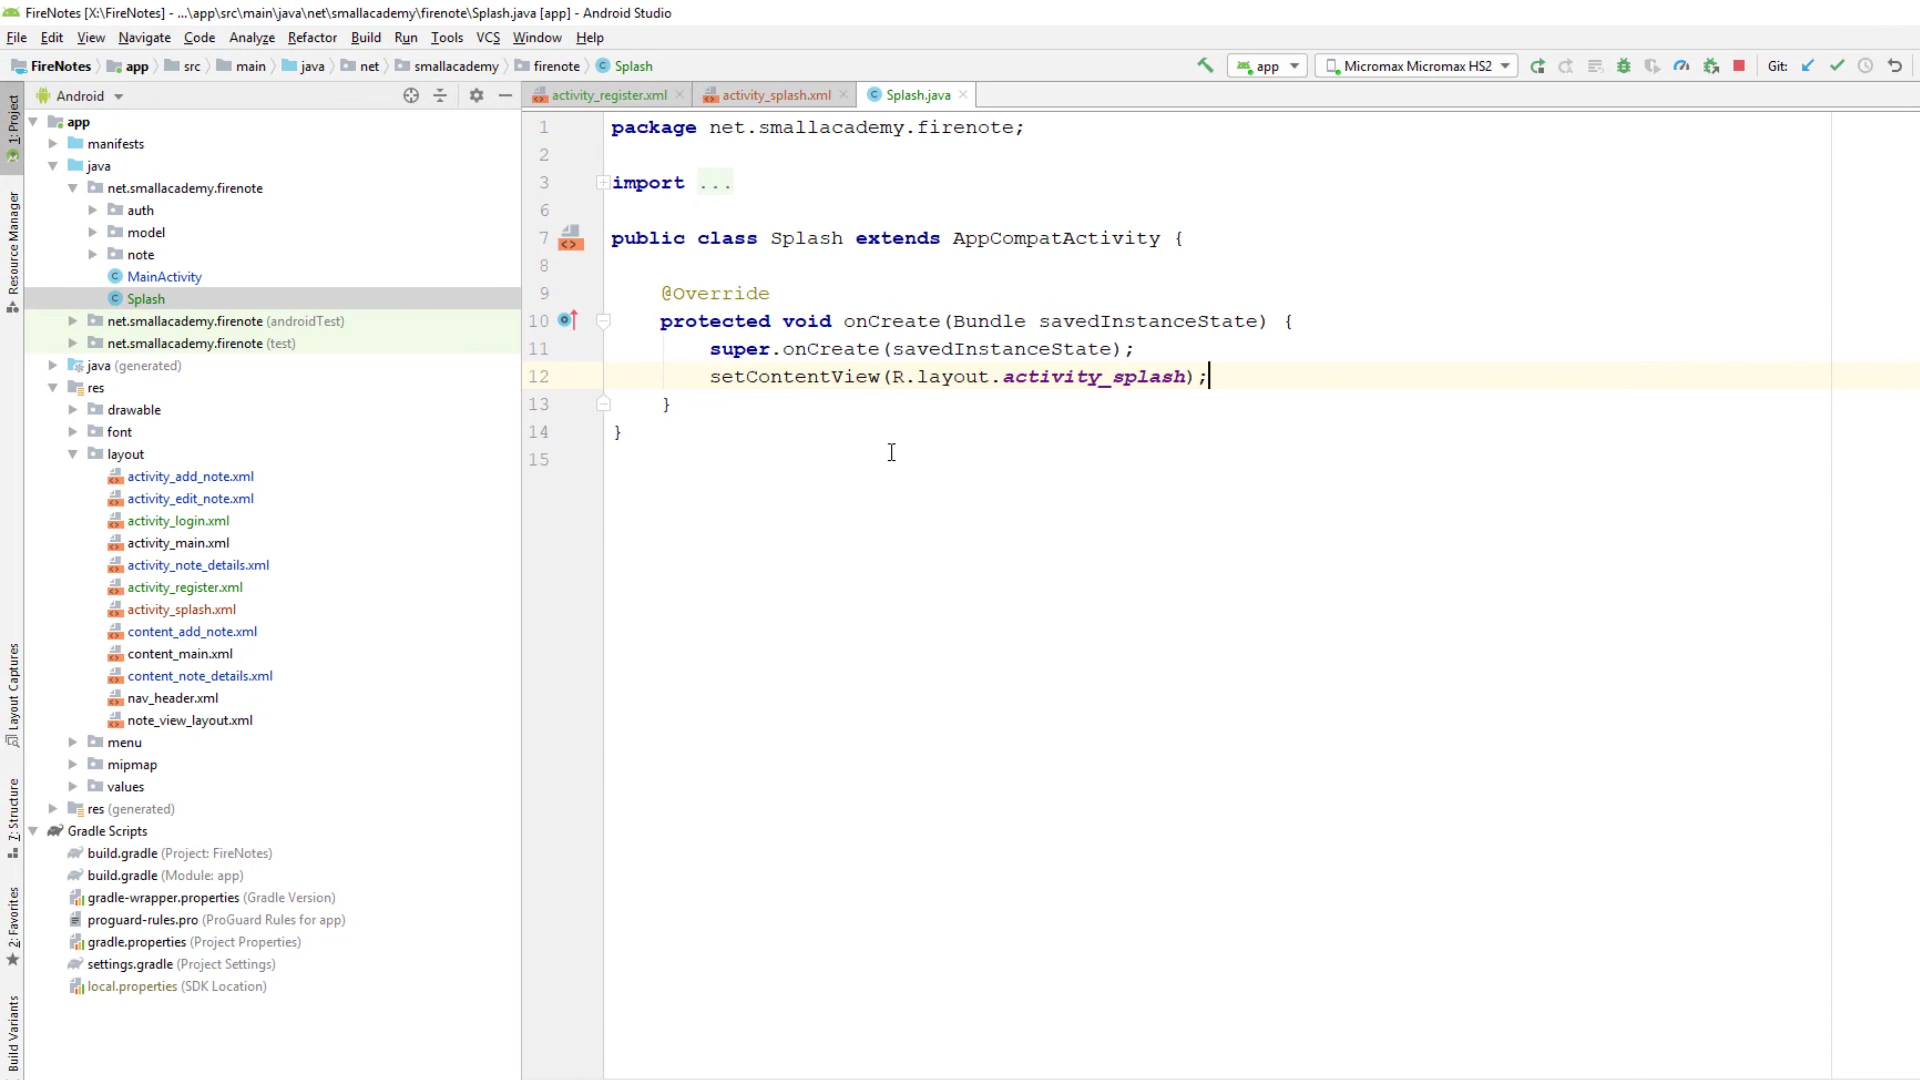 FireNotes [X:\FireNotes] - ...\app\src\main\java\net\smallacademy\firenote\Splash.java [app] - Android Studio
File Edit View Navigate Code Analyze Refactor Build Run Tools VCS Window Help
FireNotes app src main java net smallacademy firenote Splash
app Micromax Micromax HS2 Git:
Android
activity_register.xml activity_splash.xml Splash.java
1: Project
Resource Manager
Layout Captures
7: Structure
2: Favorites
Build Variants
app
manifests
java
net.smallacademy.firenote
auth
model
note
MainActivity
Splash
net.smallacademy.firenote (androidTest)
net.smallacademy.firenote (test)
java (generated)
res
drawable
font
layout
activity_add_note.xml
activity_edit_note.xml
activity_login.xml
activity_main.xml
activity_note_details.xml
activity_register.xml
activity_splash.xml
content_add_note.xml
content_main.xml
content_note_details.xml
nav_header.xml
note_view_layout.xml
menu
mipmap
values
res (generated)
Gradle Scripts
build.gradle (Project: FireNotes)
build.gradle (Module: app)
gradle-wrapper.properties (Gradle Version)
proguard-rules.pro (ProGuard Rules for app)
gradle.properties (Project Properties)
settings.gradle (Project Settings)
local.properties (SDK Location)
1 package net.smallacademy.firenote;
2
3 import ...
6
7 public class Splash extends AppCompatActivity {
8
9 @Override
10 protected void onCreate(Bundle savedInstanceState) {
11 super.onCreate(savedInstanceState);
12 setContentView(R.layout.activity_splash);
13 }
14 }
15